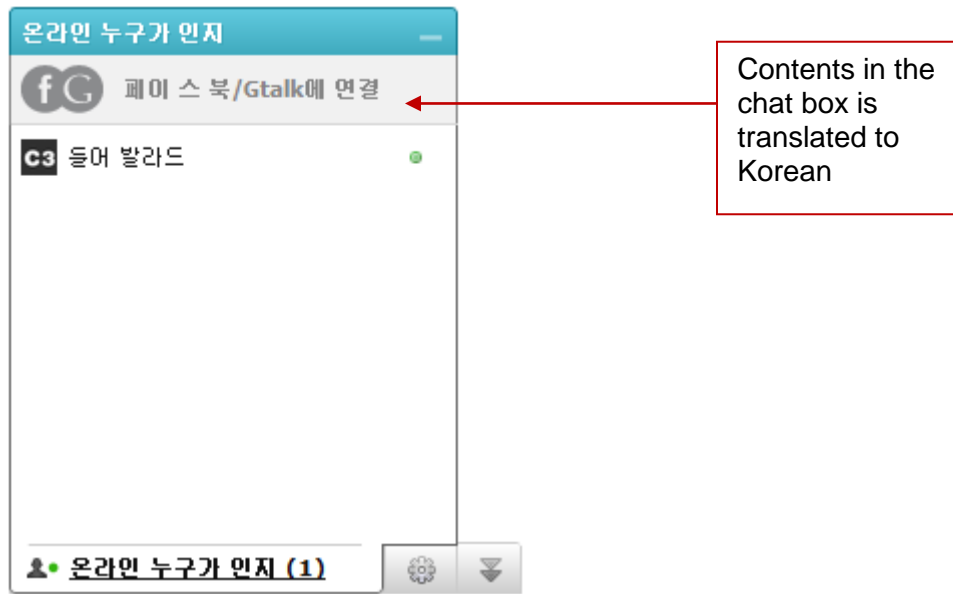 온라인 누구가 인지
fG 페이 스 북/Gtalk에 연결
C3 들어 발라드
온라인 누구가 인지 (1)
Contents in the
chat box is
translated to
Korean